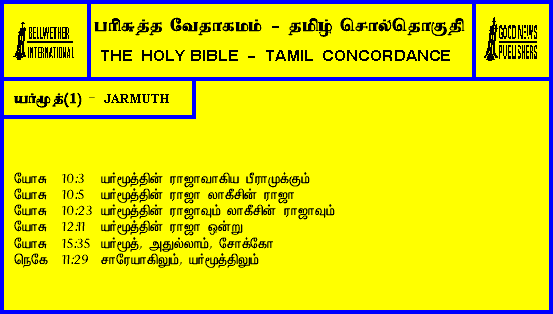 BELLWETHER INTERNATIONAL
பரிசுத்த வேதாகமம் - தமிழ் சொல்தொகுதி
THE HOLY BIBLE - TAMIL CONCORDANCE
GOOD NEWS PUBLISHERS
யர்மூத்(1) - JARMUTH
யோசு 10:3 யர்மூத்தின் ராஜாவாகிய பீராமுக்கும்
யோசு 10:5 யர்மூத்தின் ராஜா லாகீசின் ராஜா
யோசு 10:23 யர்மூத்தின் ராஜாவும் லாகீசின் ராஜாவும்
யோசு 12:11 யர்மூத்தின் ராஜா ஒன்று
யோசு 15:35 யர்மூத், அதுல்லாம், சோக்கோ
நெகே 11:29 சாரேயாகிலும், யர்மூத்திலும்